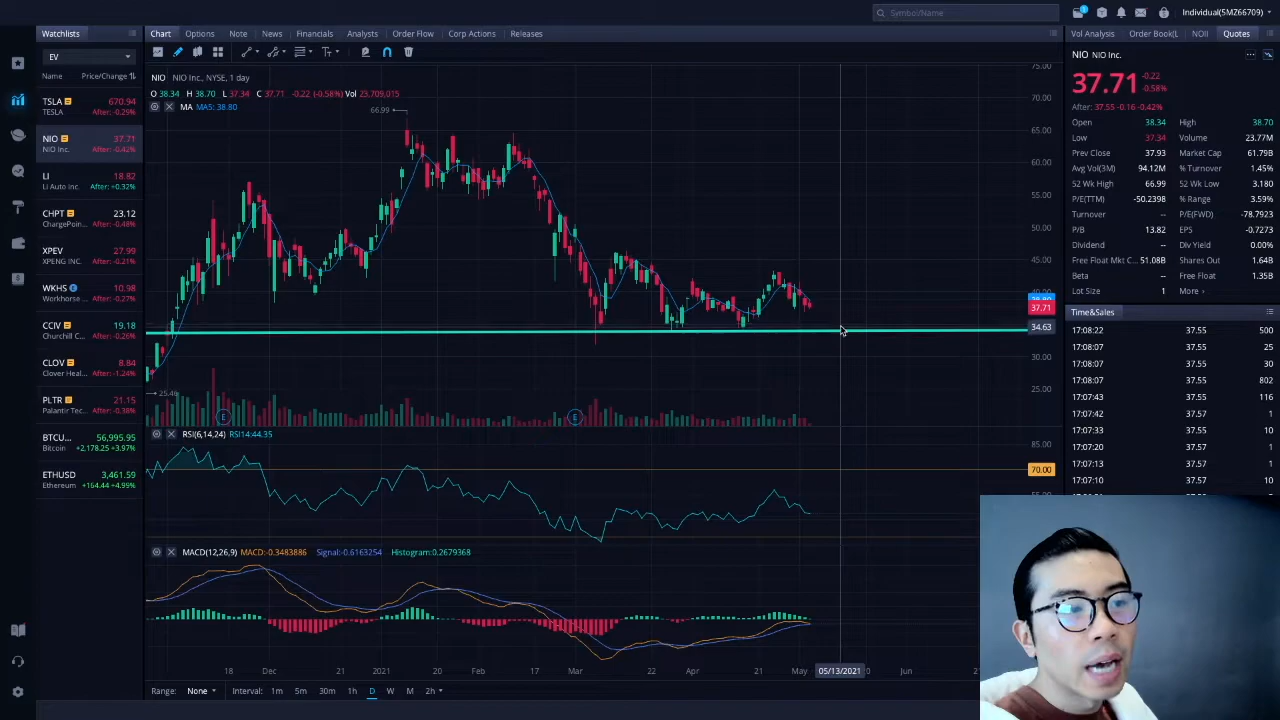 Symbol/Name
Individual(5MZ66709)
Watchlists
Chart Options Note News Financials Analysts Order Flow Corp Actions Releases
Vol Analysis Order Book(L NOII Quotes
EV
Name Price/Change
TSLA 670.94
TESLA After: -0.29%
NIO 37.71
NIO Inc. After: -0.42%
LI 18.82
Li Auto Inc. After: +0.32%
CHPT 23.12
ChargePoin... After: -0.48%
XPEV 27.99
XPENG INC. After: -0.21%
WKHS 10.98
Workhorse ... After: -0.27%
CCIV 19.18
Churchill C... After: -0.26%
CLOV 8.84
Clover Heal... After: -1.24%
PLTR 21.15
Palantir Tec... After: -0.38%
BTCU... 56,995.95
Bitcoin +2,178.25 +3.97%
ETHUSD 3,461.59
Ethereum +164.44 +4.99%
NIO NIO Inc, NYSE, 1 day
O 38.34 H 38.70 L 37.34 C 37.71 -0.22 (-0.58%) Vol 23,709,015
MA MA5: 38.80
66.99
25.46
75.00
70.00
65.00
60.00
55.00
50.00
45.00
40.00
37.71
34.63
30.00
25.00
E E
RSI(6,14,24) RSI14:44.35
85.00
70.00
MACD(12,26,9) MACD:-0.3483886 Signal:-0.6163254 Histogram:0.2679368
18 Dec 21 2021 20 Feb 17 Mar 22 Apr 21 May 05/13/2021 Jun
Range: None Interval: 1m 5m 30m 1h D W M 2h
NIO NIO Inc.
37.71 -0.22
-0.58%
After: 37.55 -0.16 -0.42%
Open 38.34 High 38.70
Low 37.34 Volume 23.77M
Prev Close 37.93 Market Cap 61.79B
Avg Vol(3M) 94.12M % Turnover 1.45%
52 Wk High 66.99 52 Wk Low 3.180
P/E(TTM) -50.2398 % Range 3.59%
Turnover -- P/E(FWD) -78.7923
P/B 13.82 EPS -0.7273
Dividend -- Div Yield 0.00%
Free Float Mkt C... 51.08B Shares Out 1.64B
Beta -- Free Float 1.35B
Lot Size 1 More
Time&Sales
17:08:22 37.55 500
17:08:07 37.55 25
17:08:07 37.55 30
17:08:07 37.55 802
17:07:43 37.55 116
17:07:42 37.57 1
17:07:33 37.55 10
17:07:20 37.57 1
17:07:13 37.57 1
17:07:10 37.57 10